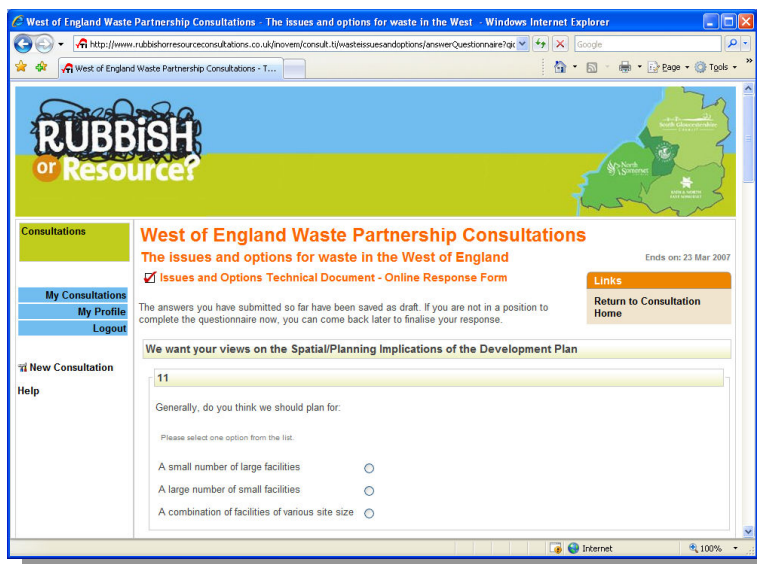 West of England Waste Partnership Consultations - The issues and options for waste in the West - Windows Internet Explorer
http://www.rubbishorresourceconsultations.co.uk/inovem/consult.ti/wasteissuesandoptions/answerQuestionnaire?qid
Google
West of England Waste Partnership Consultations - T...
Page
Tools
RUBBiSH
or Resource?
South Gloucestershire
North
Somerset
BATH & NORTH
EAST SOMERSET
Consultations
My Consultations
My Profile
Logout
New Consultation
Help
West of England Waste Partnership Consultations
The issues and options for waste in the West of England
Ends on: 23 Mar 2007
Issues and Options Technical Document - Online Response Form
Links
Return to Consultation
Home
The answers you have submitted so far have been saved as draft. If you are not in a position to
complete the questionnaire now, you can come back later to finalise your response.
We want your views on the Spatial/Planning Implications of the Development Plan
11
Generally, do you think we should plan for:
Please select one option from the list.
A small number of large facilities
A large number of small facilities
A combination of facilities of various site size
Internet
100%